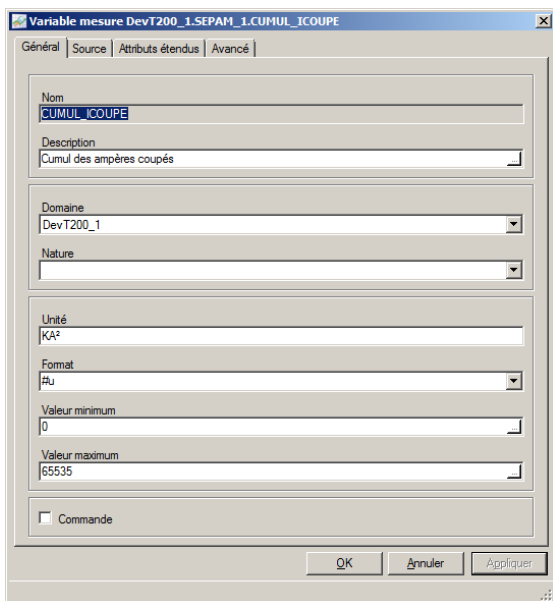 Variable mesure DevT200_1.SEPAM_1.CUMUL_ICOUPE
Général Source Attributs étendus Avancé
Nom
CUMUL_ICOUPE
Description
Cumul des ampères coupés
...
Domaine
DevT200_1
Nature
Unité
KA²
Format
#u
Valeur minimum
0
...
Valeur maximum
65535
...
Commande
OK Annuler Appliquer